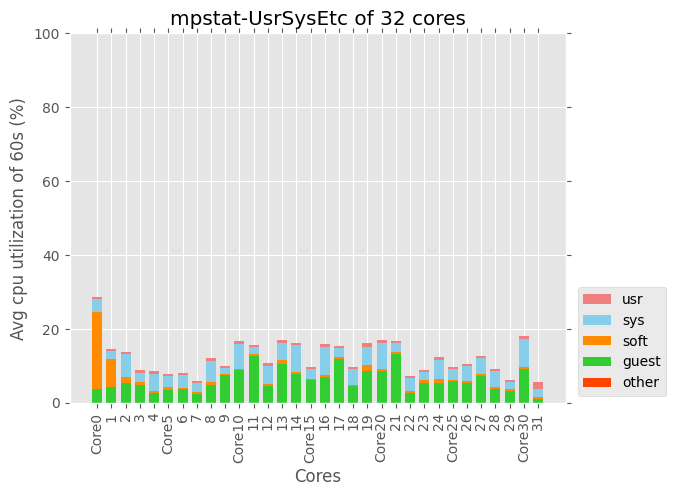 mpstat-UsrSysEtc of 32 cores
Avg cpu utilization of 60s (%)
100
80
60
40
20
0
Core0
1
2
3
4
Core5
6
7
8
9
Core10
11
12
13
14
Core15
16
17
18
19
Core20
21
22
23
24
Core25
26
27
28
29
Core30
31
Cores
usr
sys
soft
guest
other